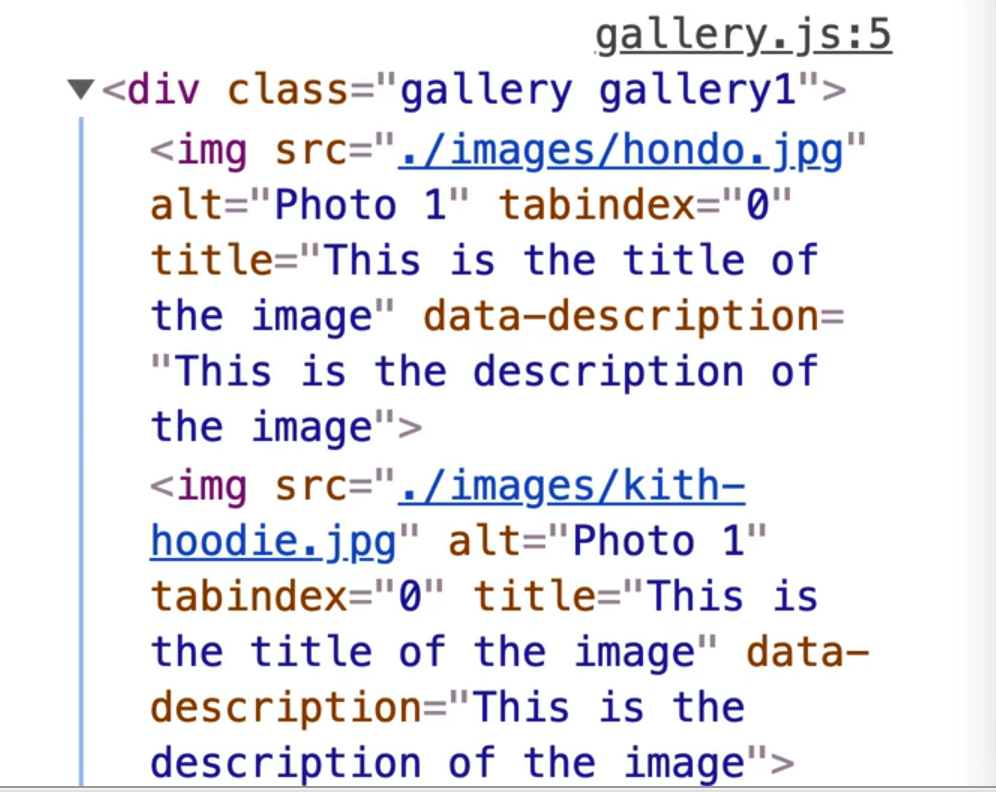 gallery.js:5
▼<div class="gallery gallery1">
<img src="./images/hondo.jpg"
alt="Photo 1" tabindex="0"
title="This is the title of
the image" data-description=
"This is the description of
the image">
<img src="./images/kith-
hoodie.jpg" alt="Photo 1"
tabindex="0" title="This is
the title of the image" data-
description="This is the
description of the image">